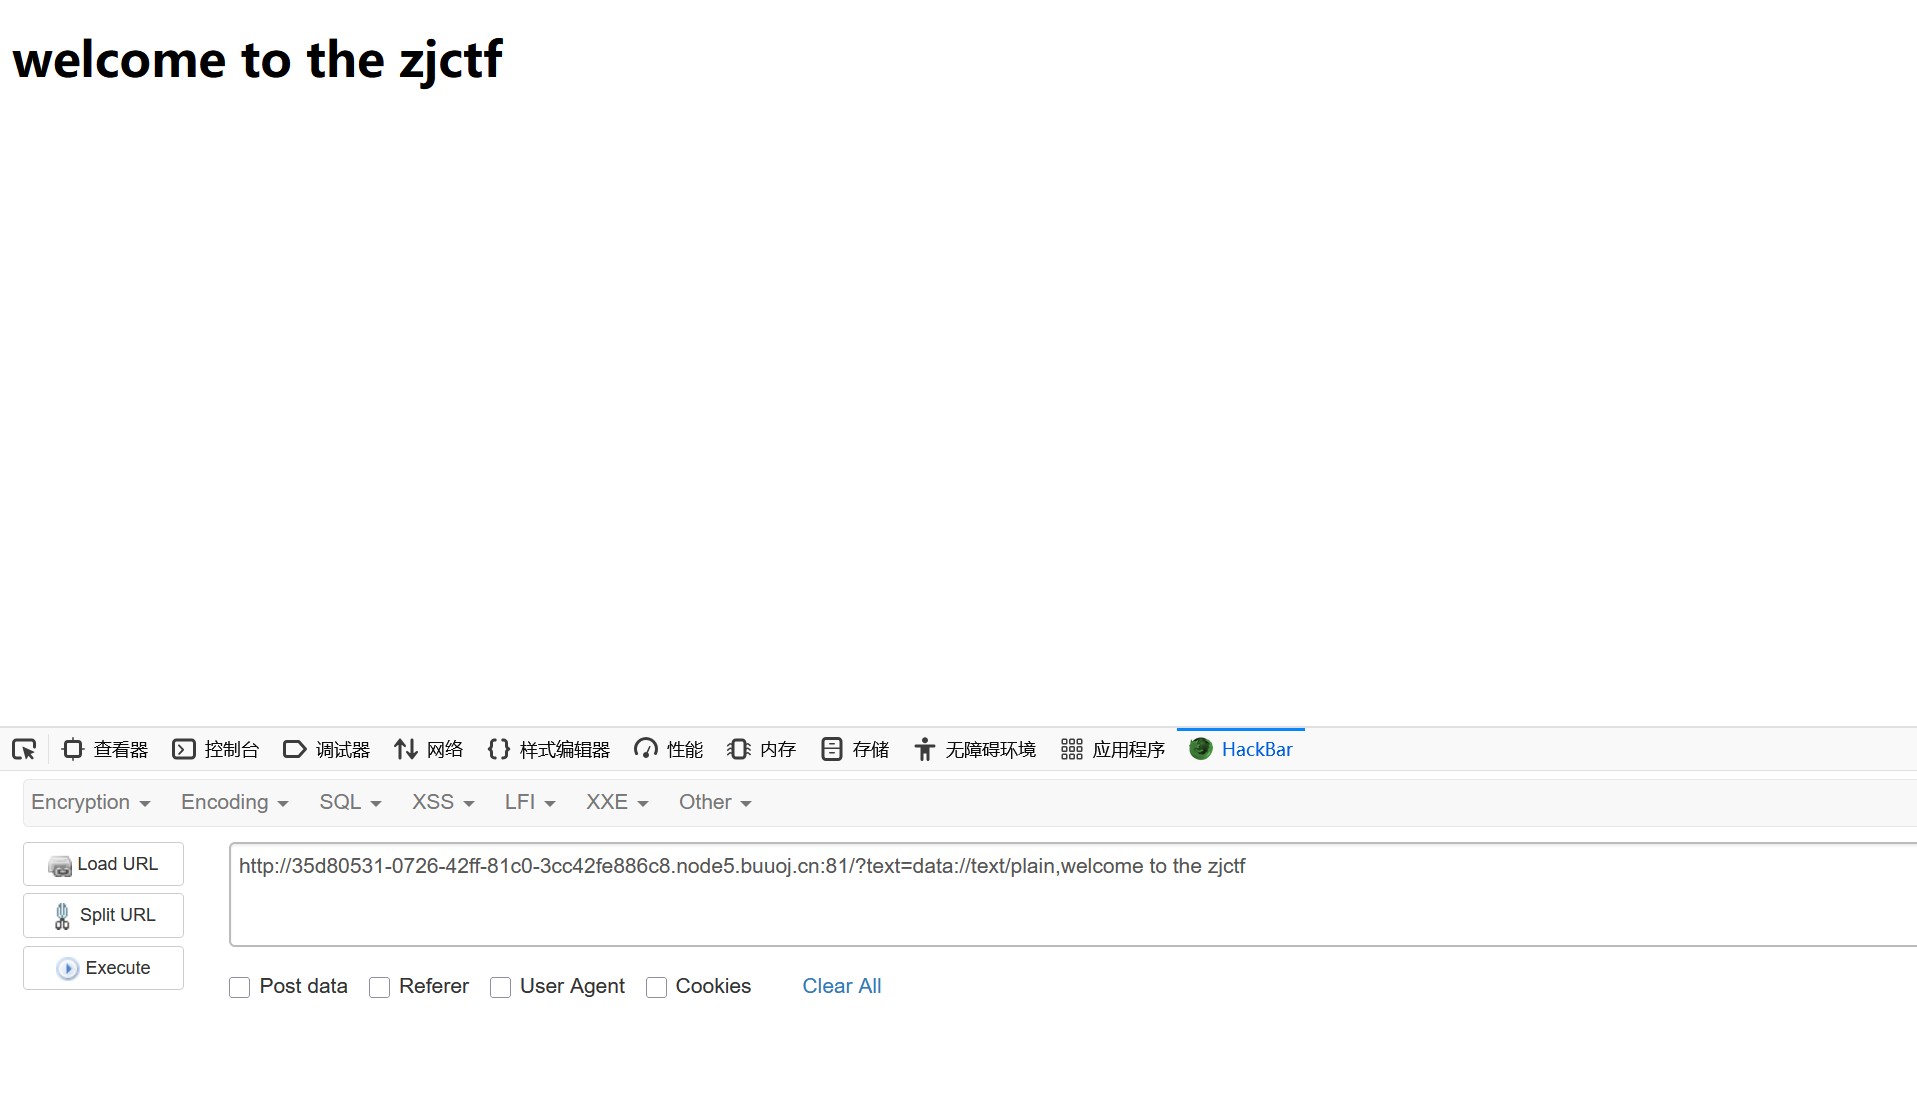 welcome to the zjctf
查看器 控制台 调试器 网络 样式编辑器 性能 内存 存储 无障碍环境 应用程序 HackBar
Encryption Encoding SQL XSS LFI XXE Other
Load URL
http://35d80531-0726-42ff-81c0-3cc42fe886c8.node5.buuoj.cn:81/?text=data://text/plain,welcome to the zjctf
Split URL
Execute
Post data Referer User Agent Cookies Clear All